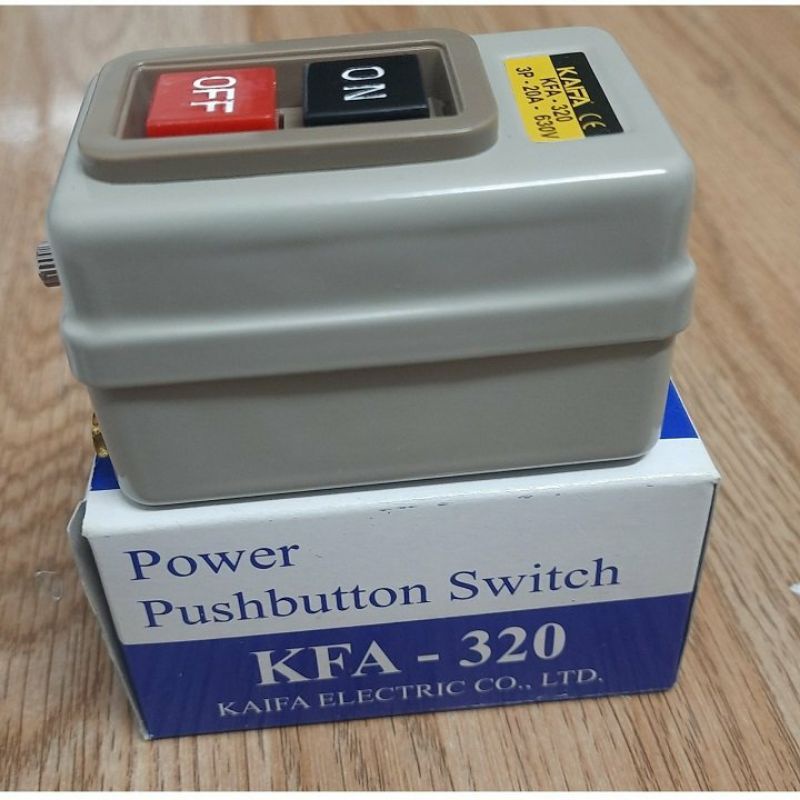 OFF
ON
KAIFA CE
KFA - 320
3P - 20A - 630V
Power
Pushbutton Switch
KFA - 320
KAIFA ELECTRIC CO., LTD.